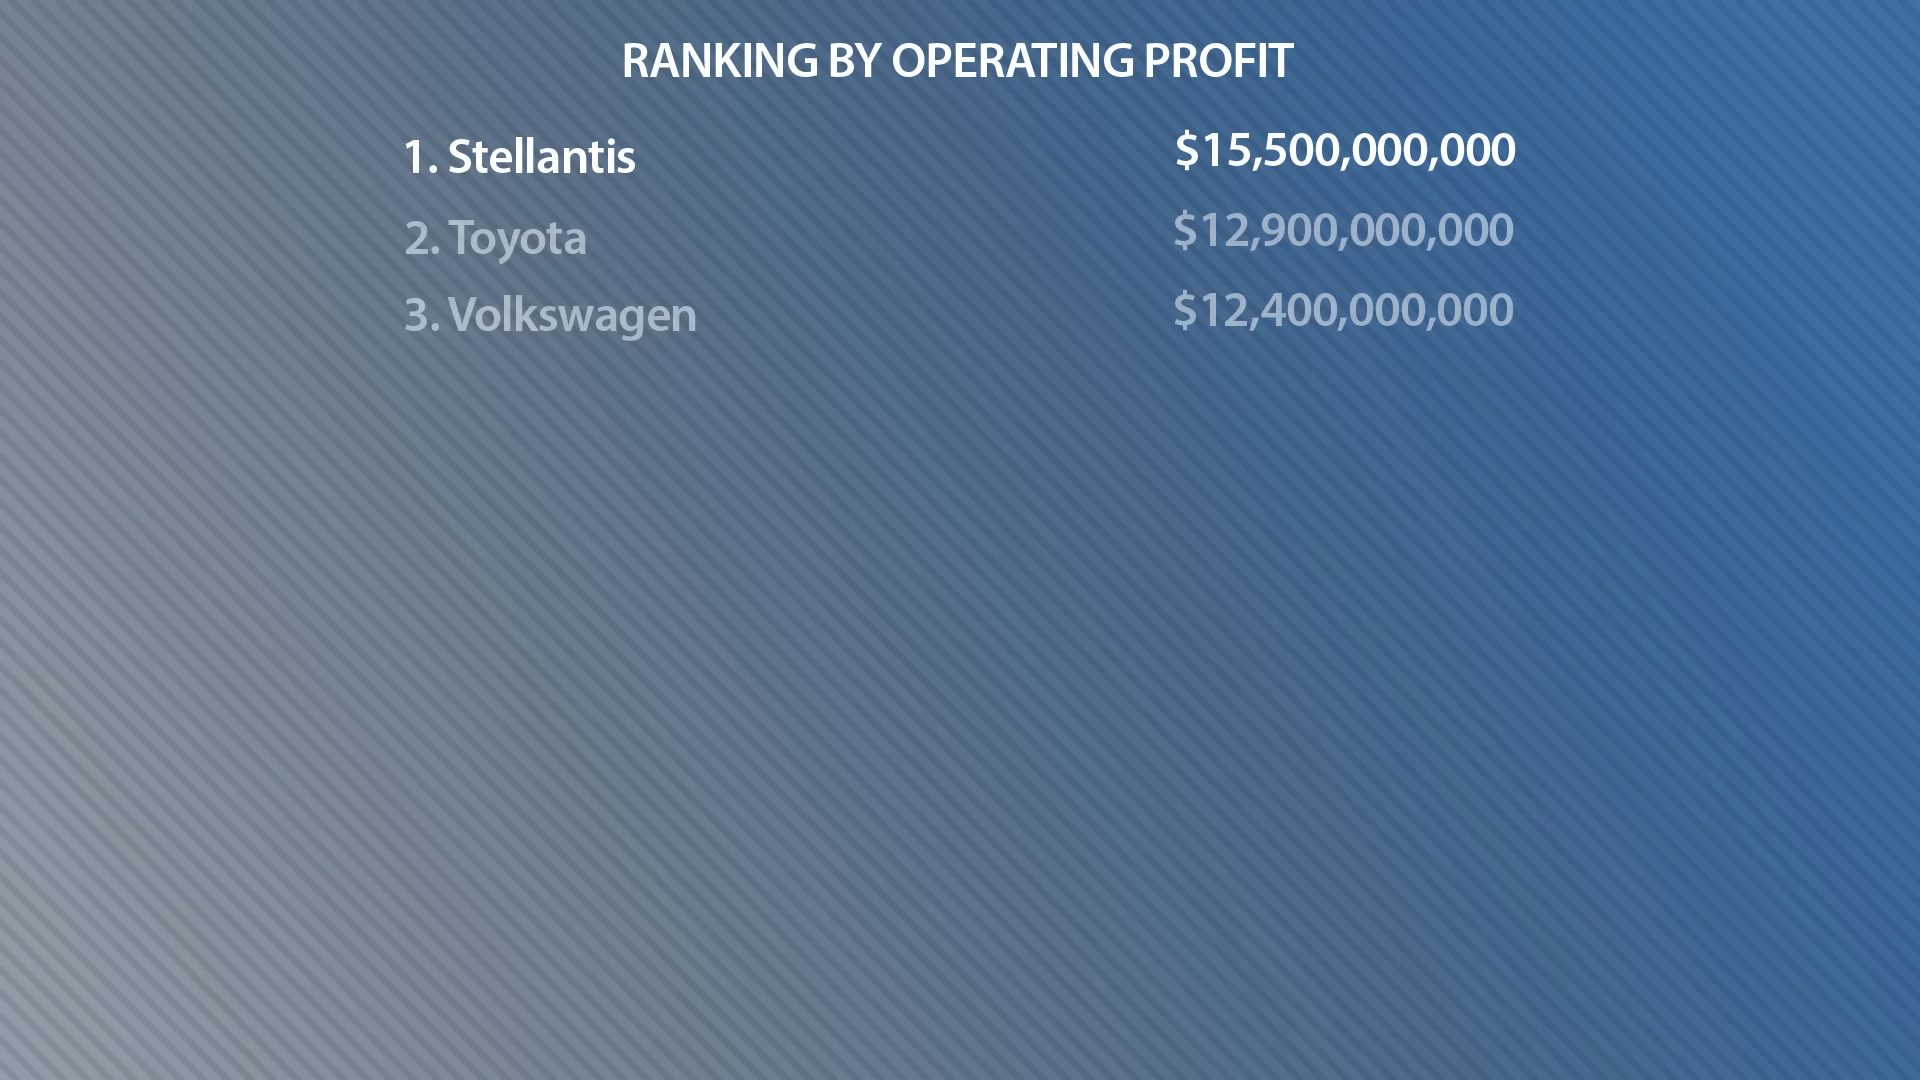 RANKING BY OPERATING PROFIT
1. Stellantis $15,500,000,000
2. Toyota $12,900,000,000
3. Volkswagen $12,400,000,000